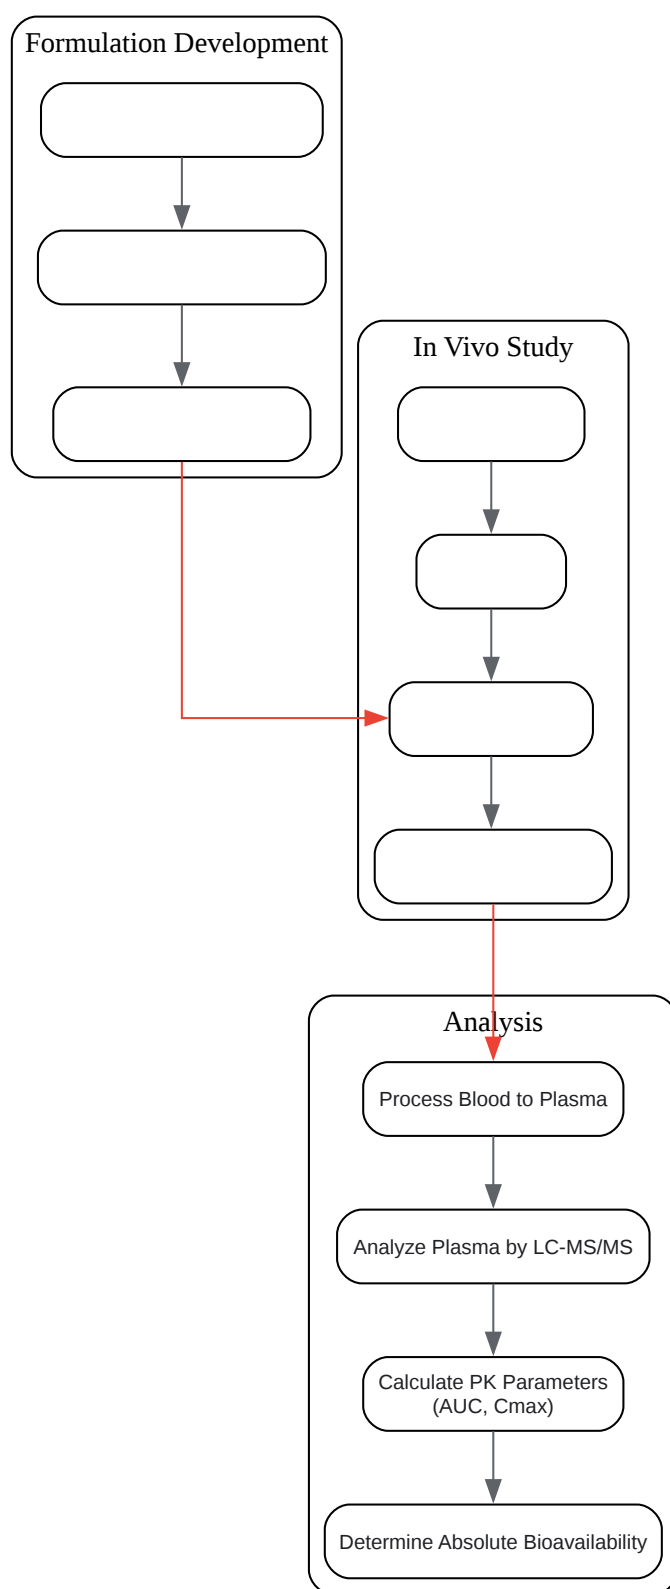 Formulation Development
In Vivo Study
Analysis
Process Blood to Plasma
Analyze Plasma by LC-MS/MS
Calculate PK Parameters
(AUC, Cmax)
Determine Absolute Bioavailability